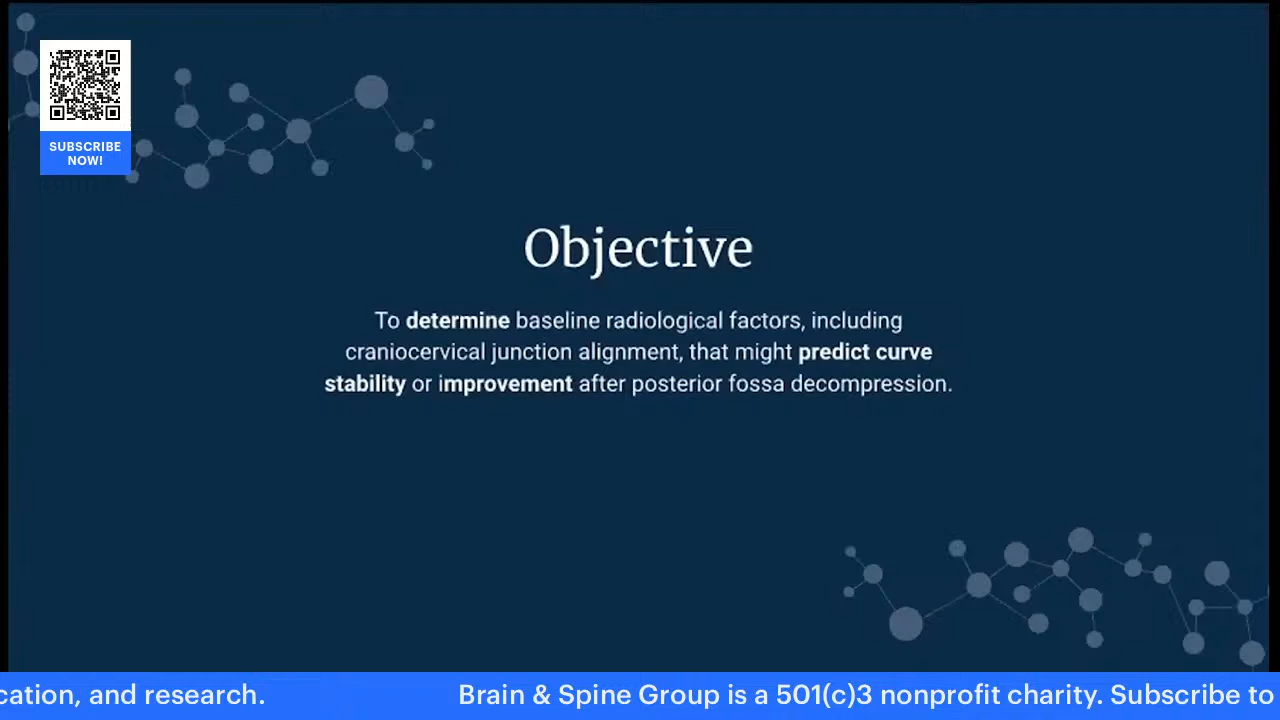 SUBSCRIBE
NOW!
Objective
To determine baseline radiological factors, including
craniocervical junction alignment, that might predict curve
stability or improvement after posterior fossa decompression.
cation, and research. Brain & Spine Group is a 501(c)3 nonprofit charity. Subscribe to